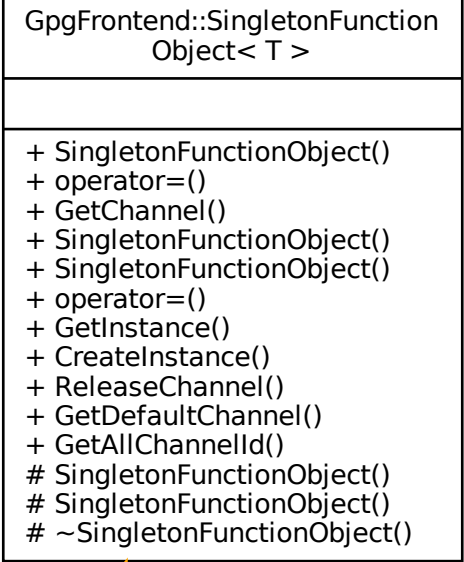 GpgFrontend::SingletonFunction
Object< T >
+ SingletonFunctionObject()
+ operator=()
+ GetChannel()
+ SingletonFunctionObject()
+ SingletonFunctionObject()
+ operator=()
+ GetInstance()
+ CreateInstance()
+ ReleaseChannel()
+ GetDefaultChannel()
+ GetAllChannelId()
# SingletonFunctionObject()
# SingletonFunctionObject()
# ~SingletonFunctionObject()